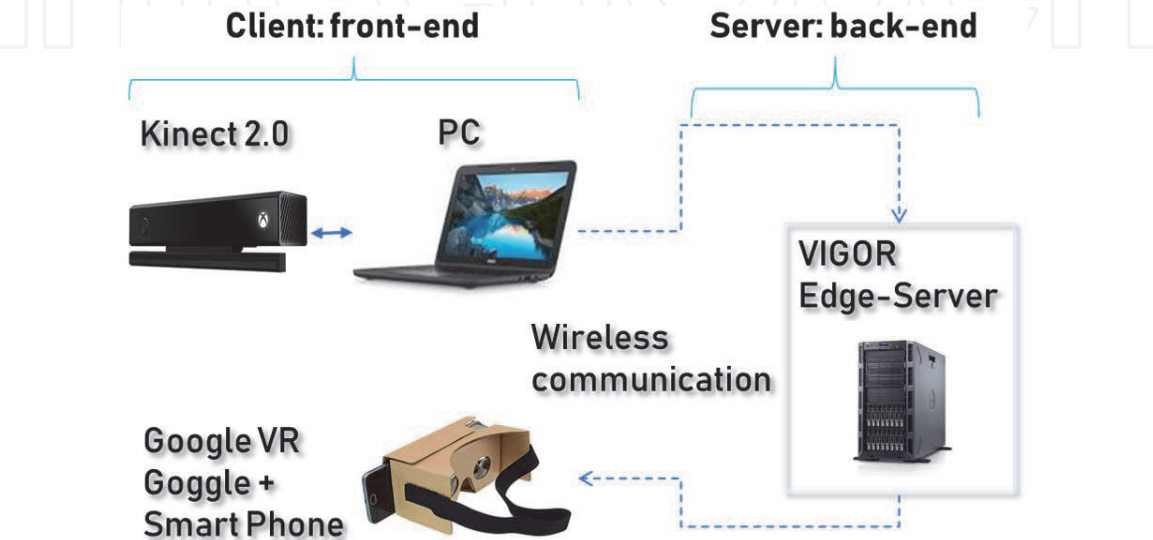 Client: front-end
Server: back-end
7
Kinect 2.0
PC
VIGOR
Edge-Server
Wireless
communication
Google VR
Goggle +
Smart Phone